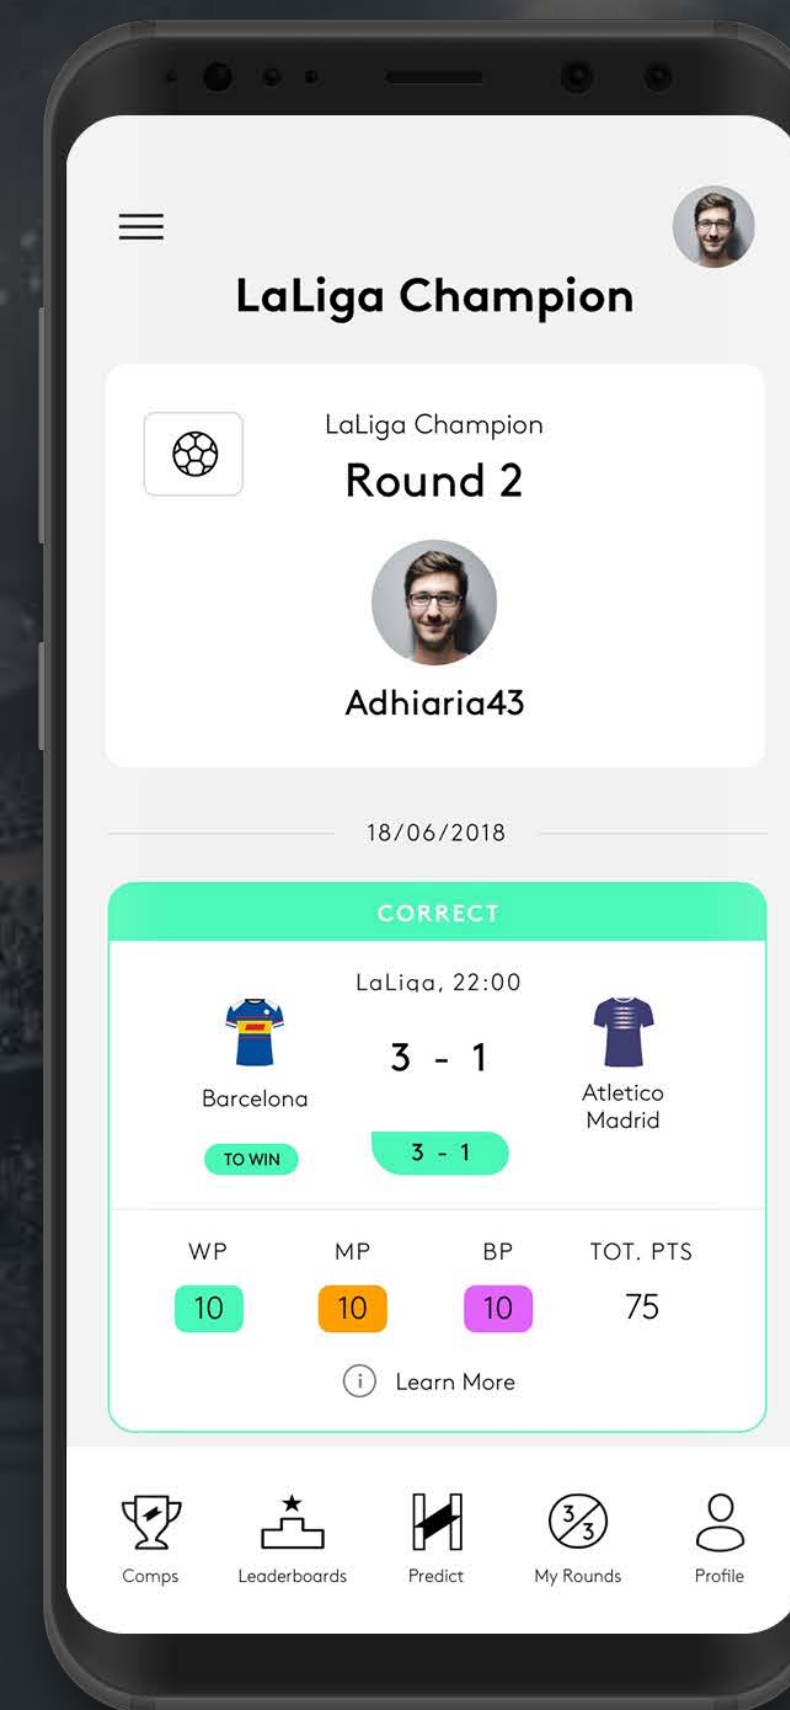 LaLiga Champion
LaLiga Champion
Round 2
Adhiaria43
18/06/2018
CORRECT
LaLiga, 22:00
3 - 1
Barcelona
Atletico
Madrid
TO WIN
3 - 1
WP MP BP TOT. PTS
10 10 10 75
i Learn More
3/3
Comps Leaderboards Predict My Rounds Profile